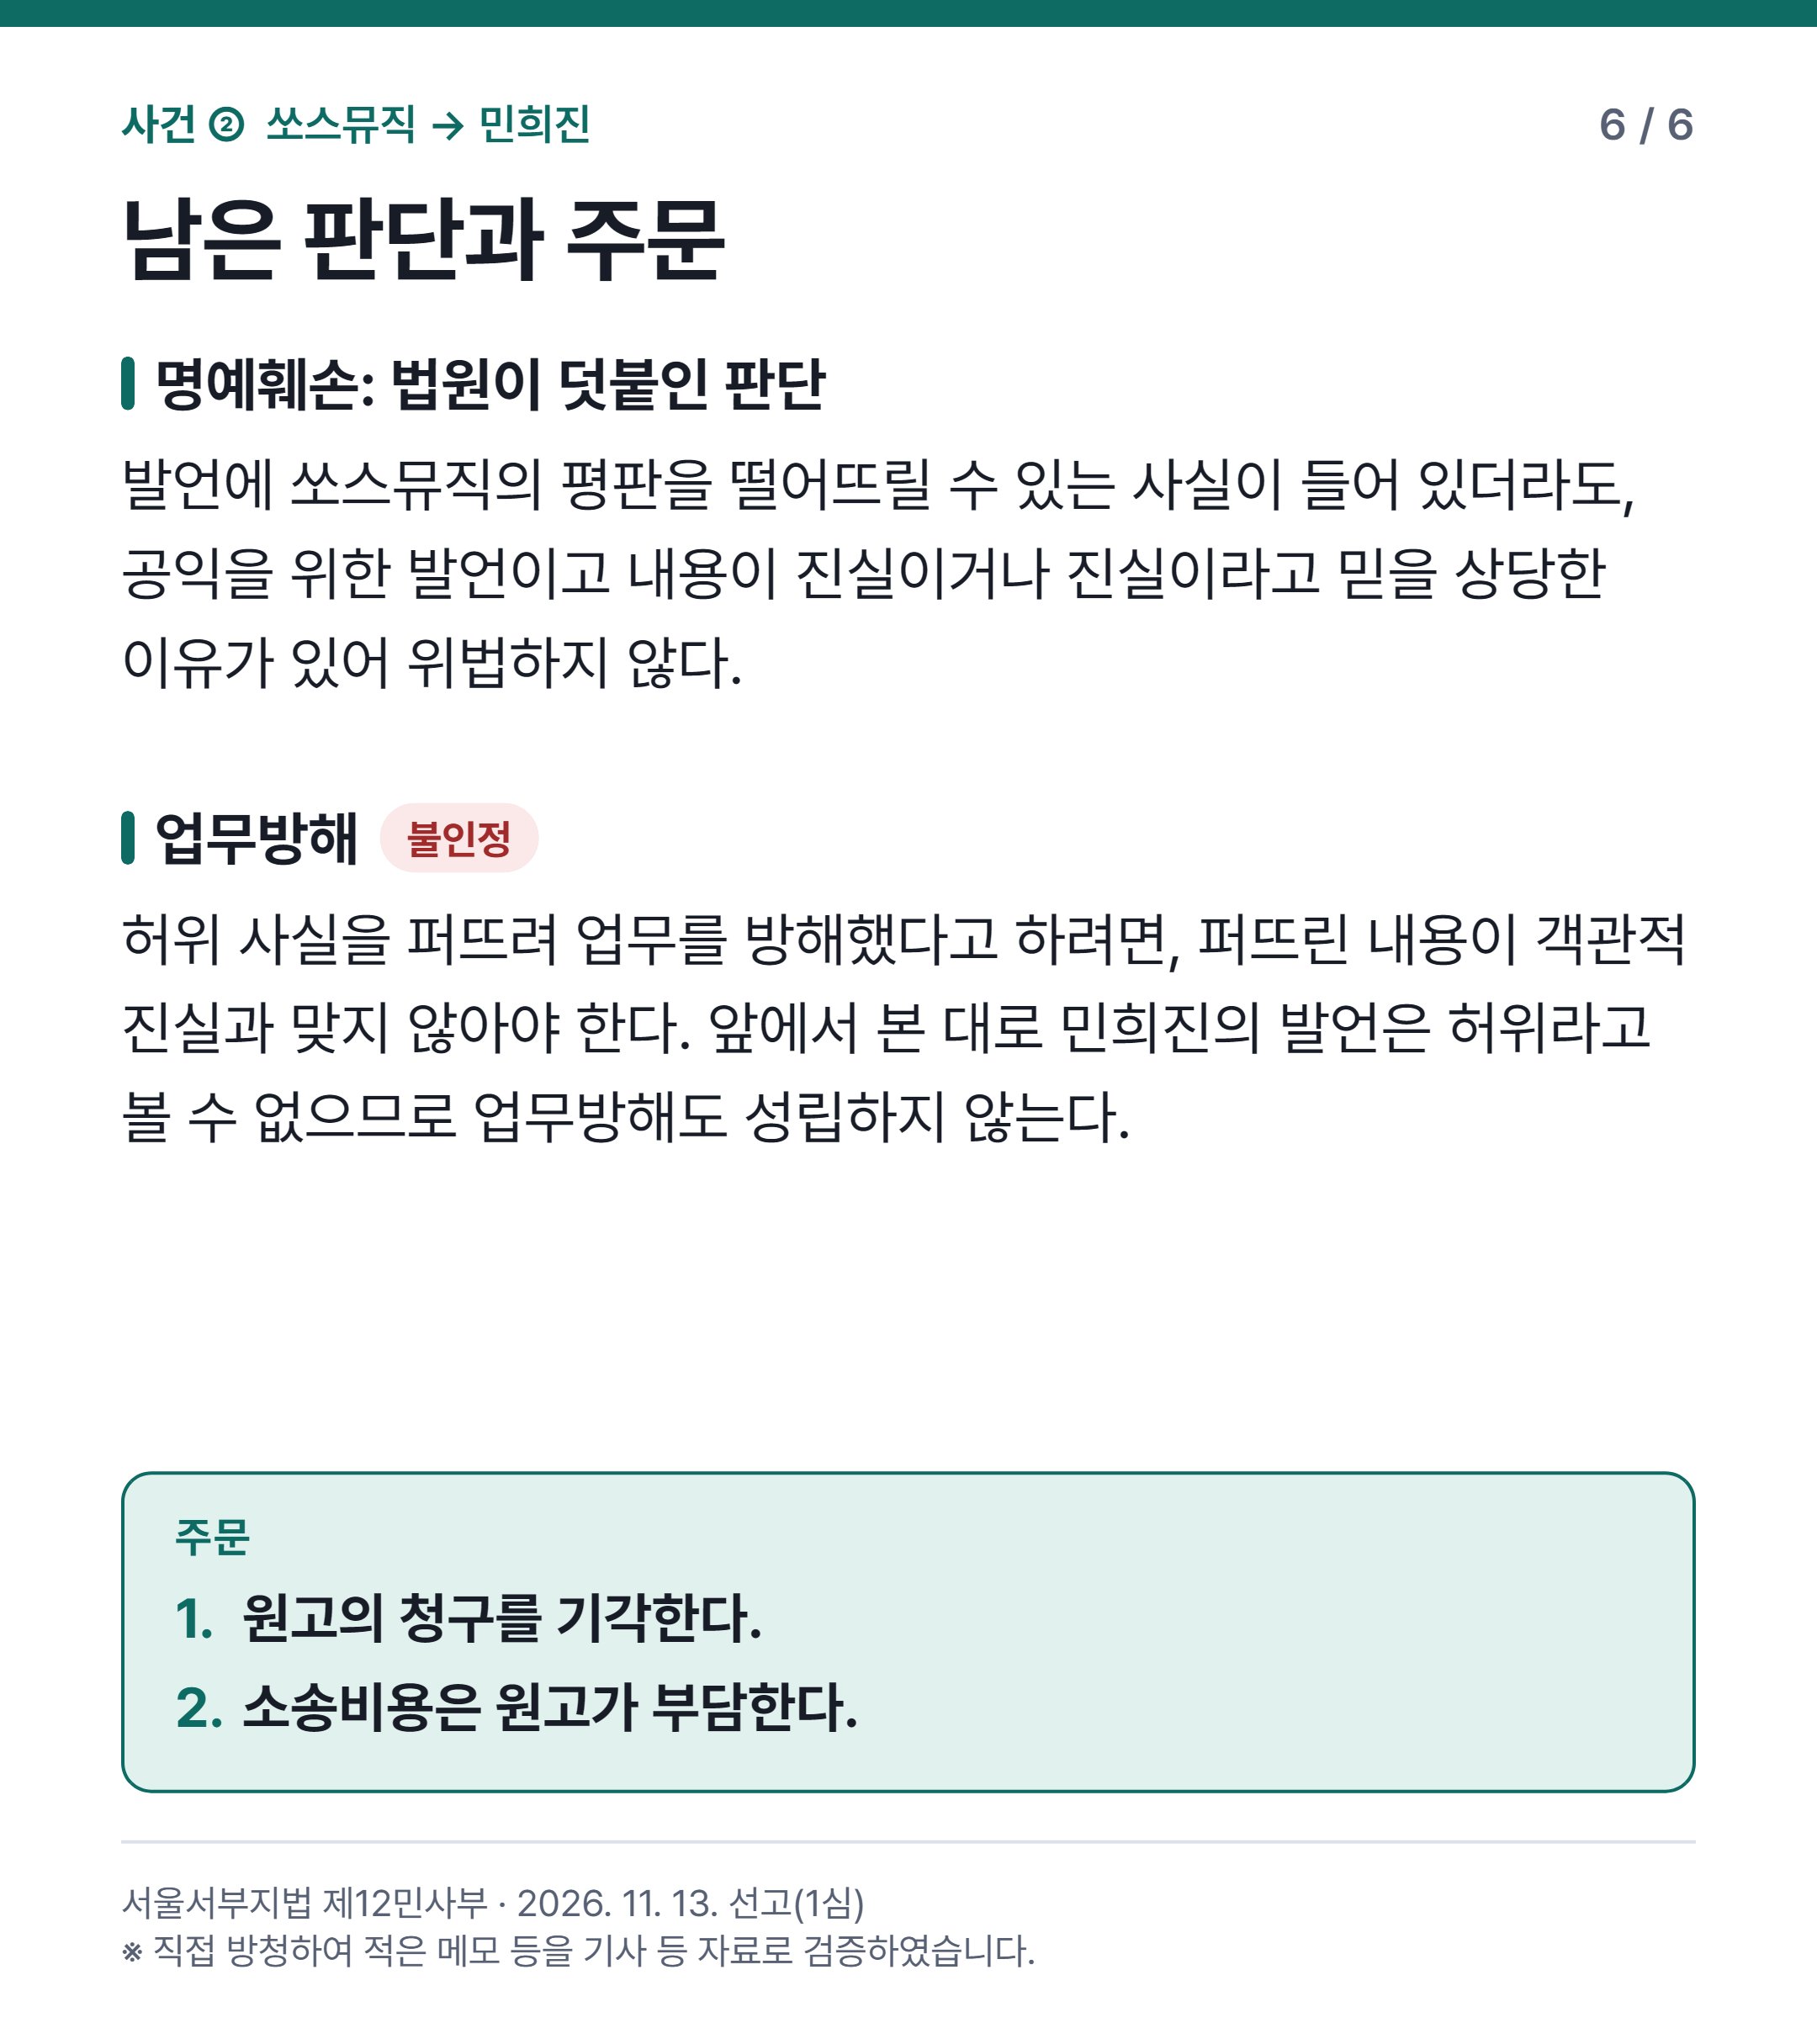 사건 ② 쏘스뮤직 → 민희진
6 / 6
남은 판단과 주문
명예훼손: 법원이 덧붙인 판단
발언에 쏘스뮤직의 평판을 떨어뜨릴 수 있는 사실이 들어 있더라도,
공익을 위한 발언이고 내용이 진실이거나 진실이라고 믿을 상당한
이유가 있어 위법하지 않다.
업무방해 불인정
허위 사실을 퍼뜨려 업무를 방해했다고 하려면, 퍼뜨린 내용이 객관적
진실과 맞지 않아야 한다. 앞에서 본 대로 민희진의 발언은 허위라고
볼 수 없으므로 업무방해도 성립하지 않는다.
주문
1. 원고의 청구를 기각한다.
2. 소송비용은 원고가 부담한다.
서울서부지법 제12민사부 · 2026. 11. 13. 선고(1심)
※ 직접 방청하여 적은 메모 등을 기사 등 자료로 검증하였습니다.